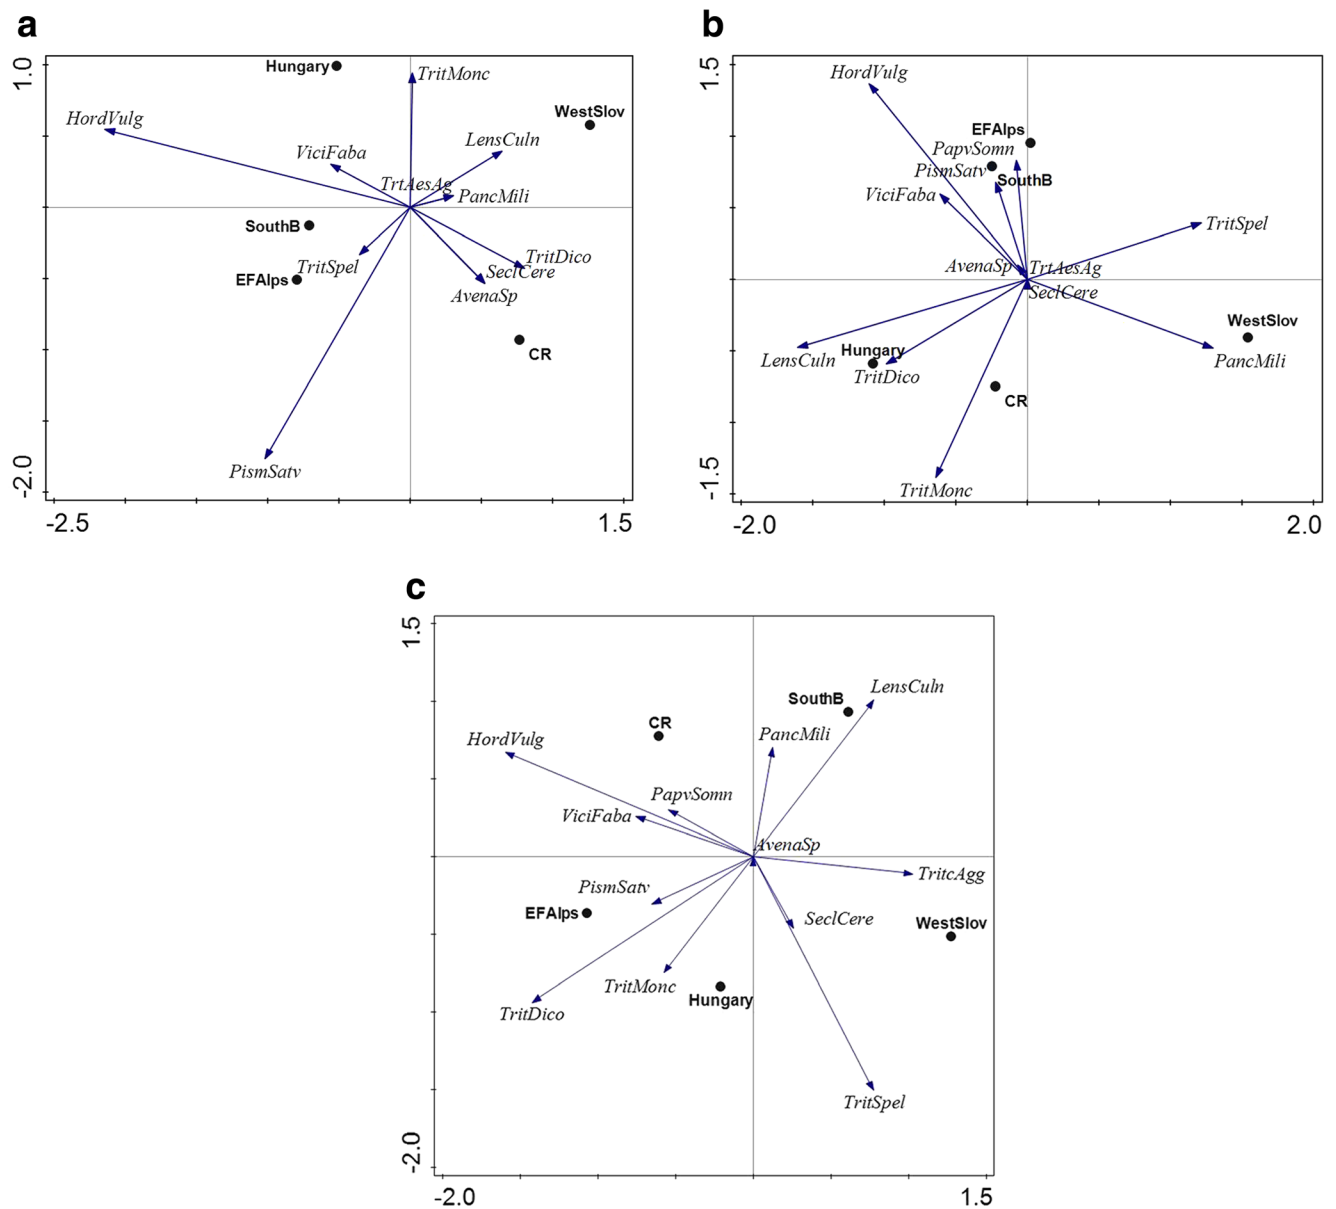 a
1.0
-2.0
-2.5
1.5
Hungary
TritMonc
WestSlov
HordVulg
LensCuln
ViciFaba
TrtAesAg
PancMili
SouthB
TritDico
TritSpel
SeclCere
EFAlps
AvenaSp
CR
PismSatv
b
1.5
-1.5
-2.0
2.0
HordVulg
EFAlps
PapvSomn
PismSatv
SouthB
ViciFaba
TritSpel
AvenaSp
TrtAesAg
SeclCere
WestSlov
Hungary
LensCuln
PancMili
TritDico
CR
TritMonc
c
1.5
-2.0
-2.0
1.5
LensCuln
SouthB
CR
PancMili
HordVulg
PapvSomn
ViciFaba
AvenaSp
TritcAgg
PismSatv
EFAlps
SeclCere
WestSlov
TritMonc
Hungary
TritDico
TritSpel